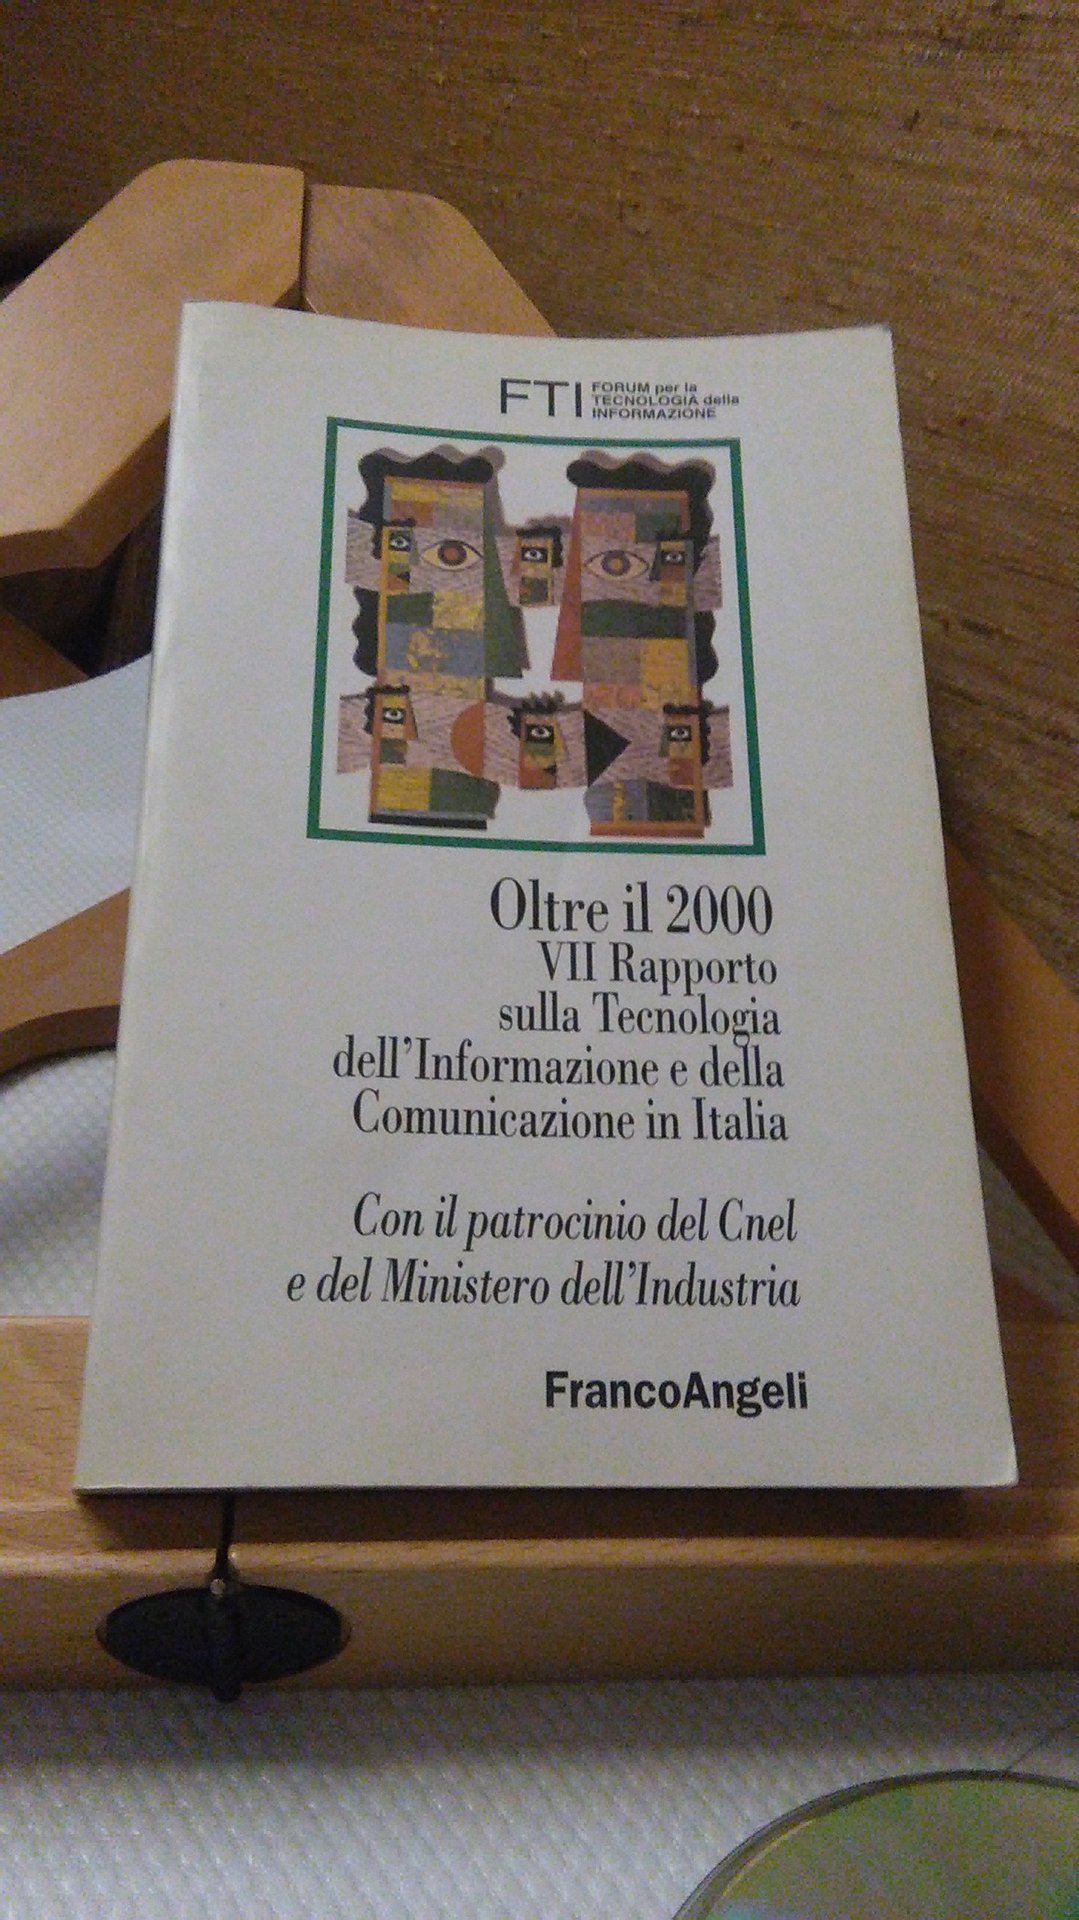 FTI
FORUM per la
TECNOLOGIA della
INFORMAZIONE
Oltre il 2000
VII Rapporto
sulla Tecnologia
dell'Informazione e della
Comunicazione in Italia
Con il patrocinio del Cnel
e del Ministero dell'Industria
FrancoAngeli